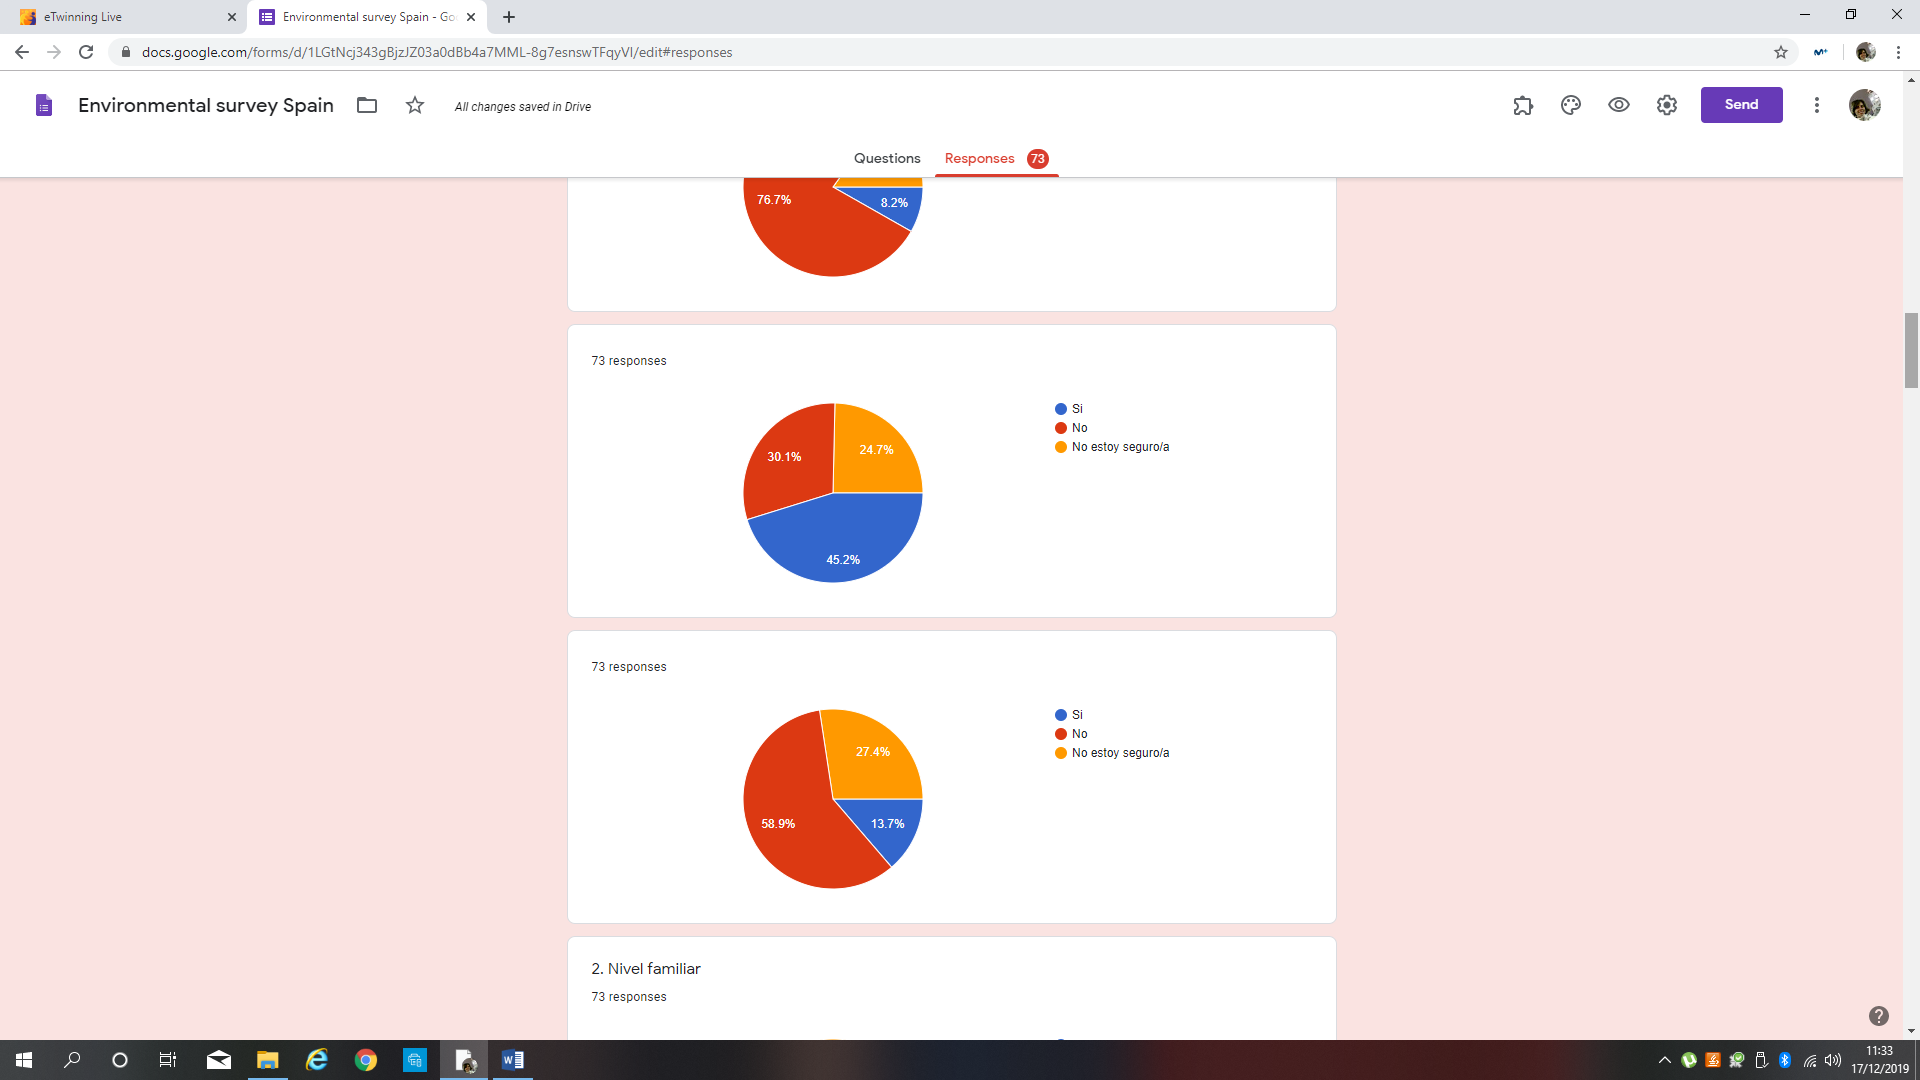 eTwinning Live
Environmental survey Spain - Go
docs.google.com/forms/d/1LGtNcj343gBjzJZ03a0dBb4a7MML-8g7esnswTFqyVI/edit#responses
Environmental survey Spain
All changes saved in Drive
Send
Questions
Responses 73
76.7%
8.2%
73 responses
30.1%
24.7%
45.2%
Si
No
No estoy seguro/a
73 responses
27.4%
58.9%
13.7%
Si
No
No estoy seguro/a
2. Nivel familiar
73 responses
11:33
17/12/2019